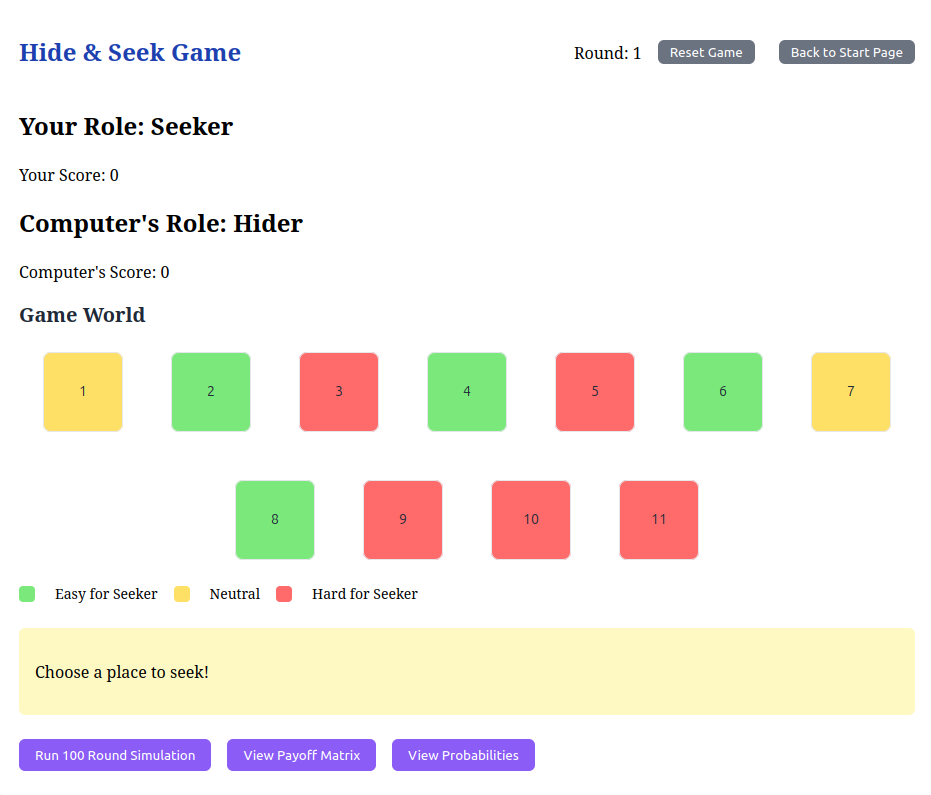 Hide & Seek Game
Round: 1 Reset Game Back to Start Page
Your Role: Seeker
Your Score: 0
Computer's Role: Hider
Computer's Score: 0
Game World
1 2 3 4 5 6 7
8 9 10 11
Easy for Seeker Neutral Hard for Seeker
Choose a place to seek!
Run 100 Round Simulation View Payoff Matrix View Probabilities